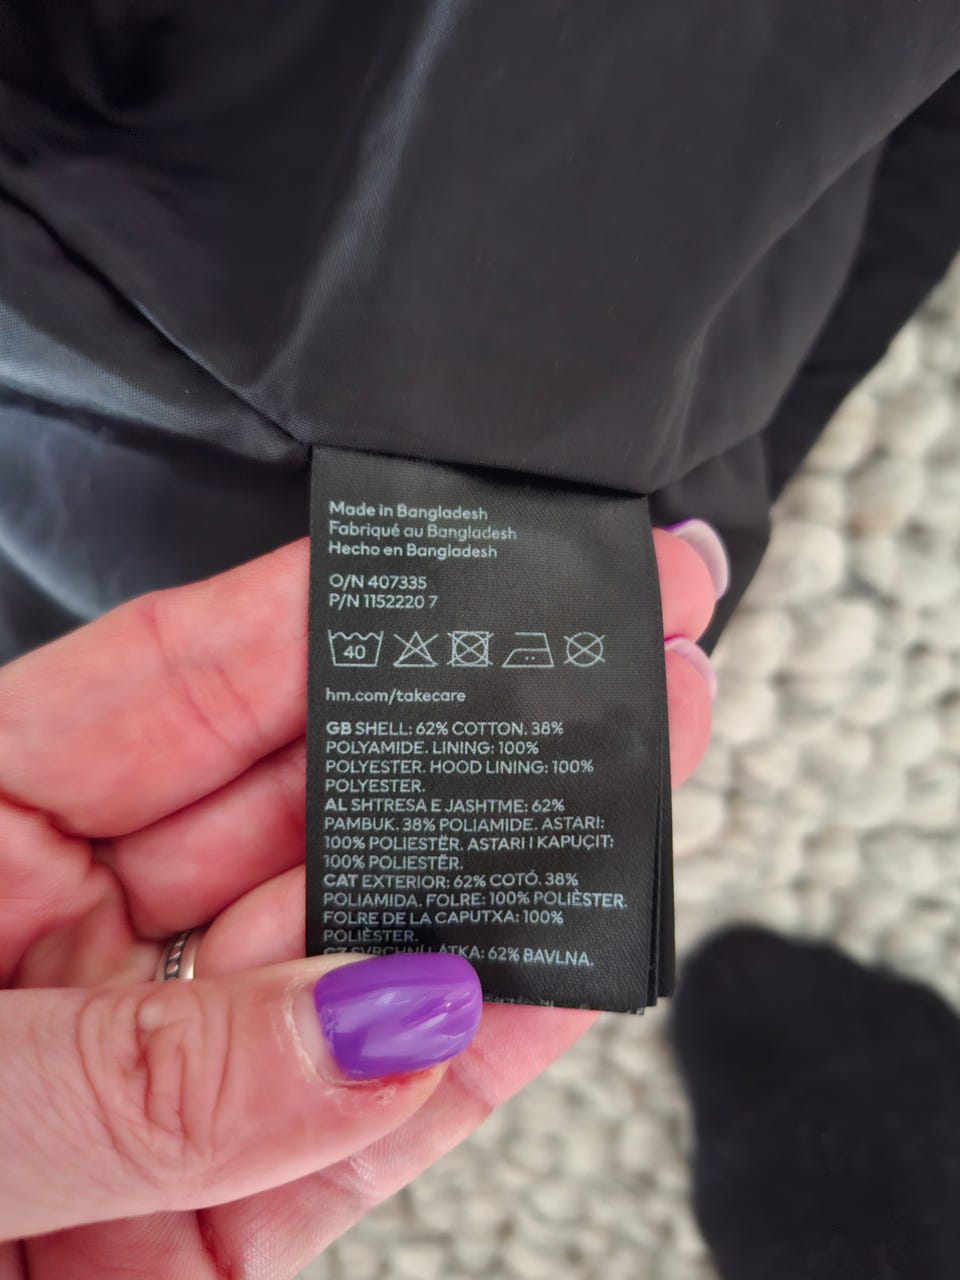 Made in Bangladesh
Fabriqué au Bangladesh
Hecho en Bangladesh
O/N 407335
P/N 1152220 7
40
hm.com/takecare
GB SHELL: 62% COTTON. 38%
POLYAMIDE. LINING: 100%
POLYESTER. HOOD LINING: 100%
POLYESTER.
AL SHTRESA E JASHTME: 62%
PAMBUK. 38% POLIAMIDE. ASTARI:
100% POLIESTËR. ASTARI I KAPUÇIT:
100% POLIESTËR.
CAT EXTERIOR: 62% COTÓ. 38%
POLIAMIDA. FOLRE: 100% POLIÈSTER.
FOLRE DE LA CAPUTXA: 100%
POLIÈSTER.
CZ SVRCHNÍ LÁTKA: 62% BAVLNA.